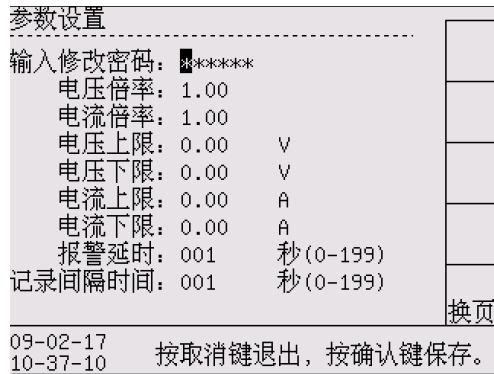 参数设置
输入修改密码：******
电压倍率：1.00
电流倍率：1.00
电压上限：0.00 V
电压下限：0.00 V
电流上限：0.00 A
电流下限：0.00 A
报警延时：001 秒(0-199)
记录间隔时间：001 秒(0-199)
换页
09-02-17
10-37-10
按取消键退出，按确认键保存。